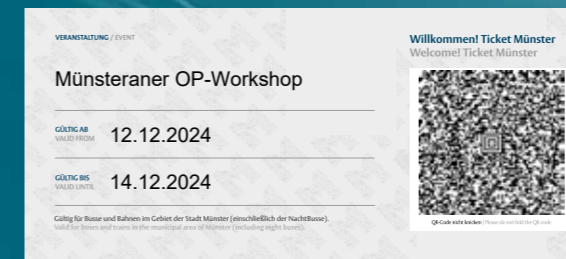 VERANSTALTUNG / EVENT
Münsteraner OP-Workshop
GÜLTIG AB
VALID FROM
12.12.2024
GÜLTIG BIS
VALID UNTIL
14.12.2024
Gültig für Busse und Bahnen im Gebiet der Stadt Münster (einschließlich der NachtBusse).
Valid for buses and trains in the municipal area of Münster (including night buses).
Willkommen! Ticket Münster
Welcome! Ticket Münster
QR-Code nicht knicken | Please do not fold the QR code